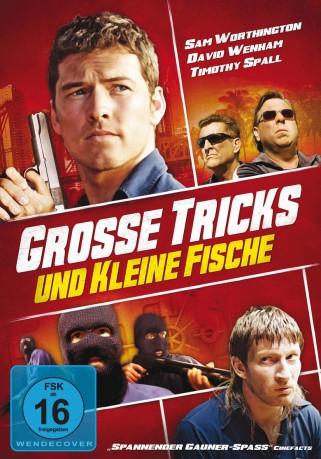 SAM WORTHINGTON
DAVID WENHAM
TIMOTHY SPALL
GROSSE TRICKS
UND KLEINE FISCHE
FSK
ab
16
freigegeben
WENDECOVER
„SPANNENDER GAUNER-SPASS“ CINEFACTS